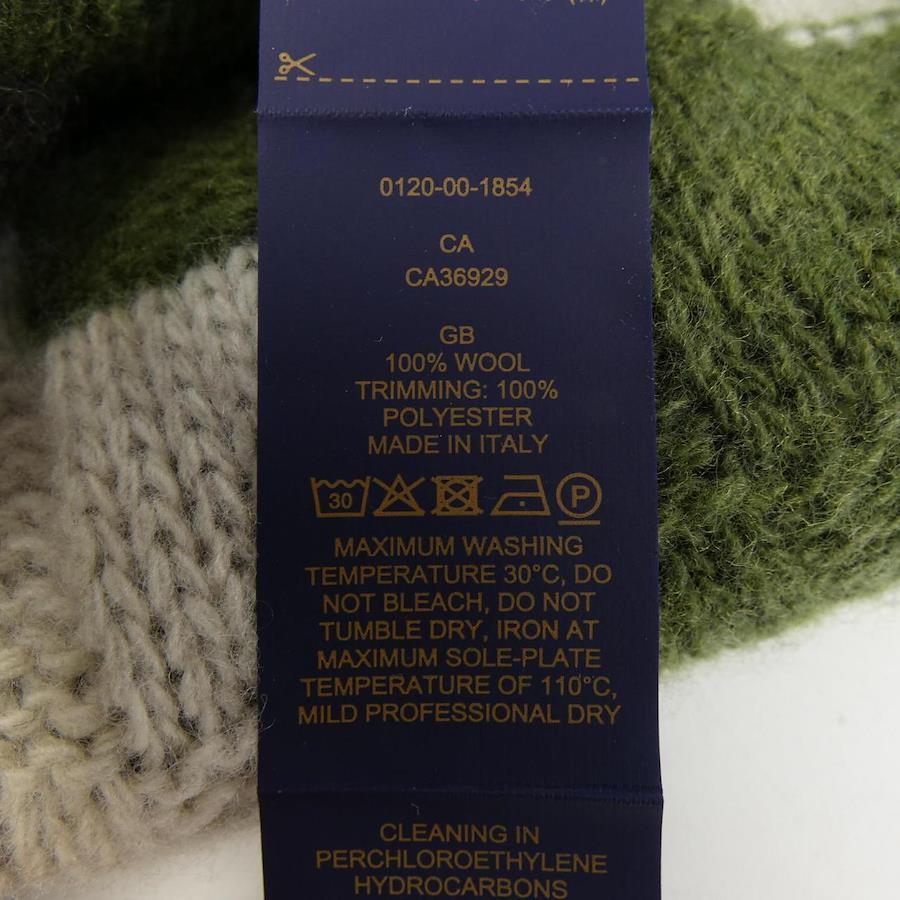 0120-00-1854
CA
CA36929
GB
100% WOOL
TRIMMING: 100%
POLYESTER
MADE IN ITALY
30 P
MAXIMUM WASHING
TEMPERATURE 30°C, DO
NOT BLEACH, DO NOT
TUMBLE DRY, IRON AT
MAXIMUM SOLE-PLATE
TEMPERATURE OF 110°C,
MILD PROFESSIONAL DRY
CLEANING IN
PERCHLOROETHYLENE
HYDROCARBONS